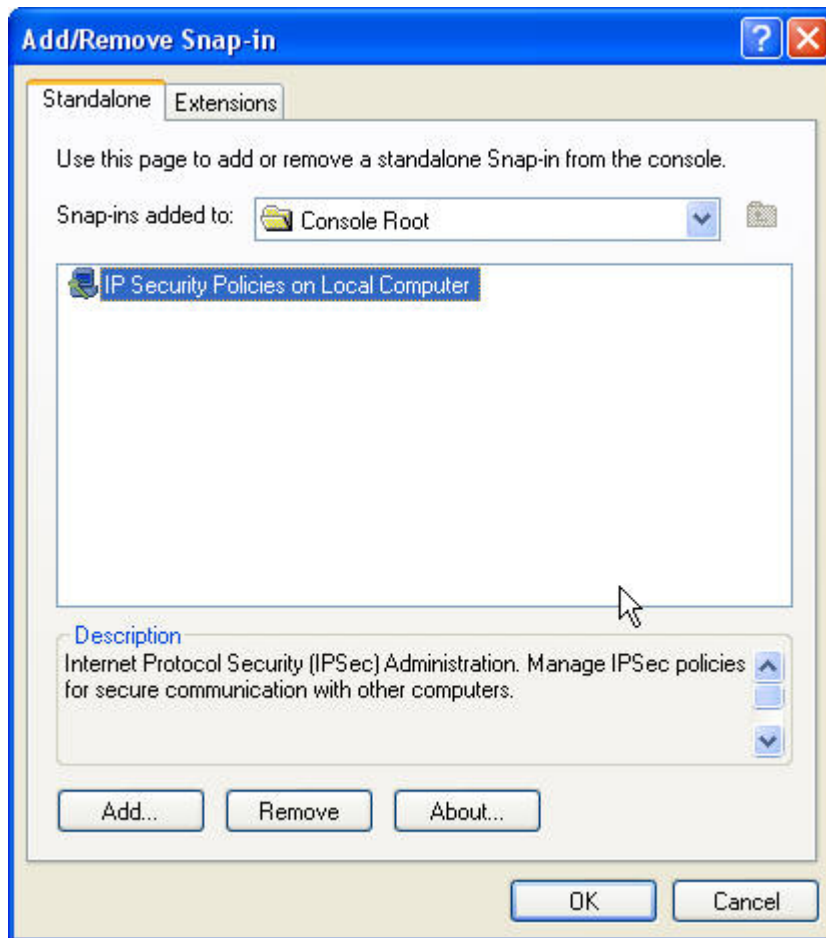 Add/Remove Snap-in
Standalone
Extensions
Use this page to add or remove a standalone Snap-in from the console.
Snap-ins added to:
Console Root
IP Security Policies on Local Computer
Description
Internet Protocol Security (IPSec) Administration. Manage IPSec policies
for secure communication with other computers.
Add...
Remove
About...
OK
Cancel